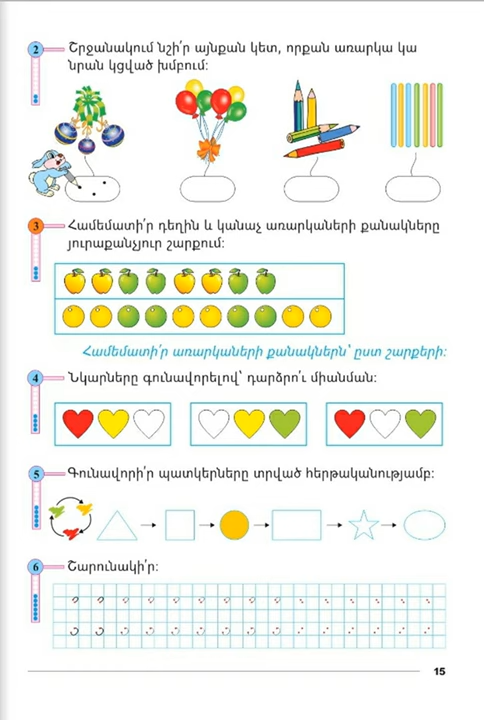 2 Շրջանակում նշի՛ր այնքան կետ, որքան առարկա կա
նրան կցված խմբում:
3 Համեմատի՛ր դեղին և կանաչ առարկաների քանակները
յուրաքանչյուր շարքում:
Համեմատի՛ր առարկաների քանակներն՝ ըստ շարքերի:
4 Նկարները գունավորելով՝ դարձրո՛ւ միանման:
5 Գունավորի՛ր պատկերները տրված հերթականությամբ:
6 Շարունակի՛ր:
15